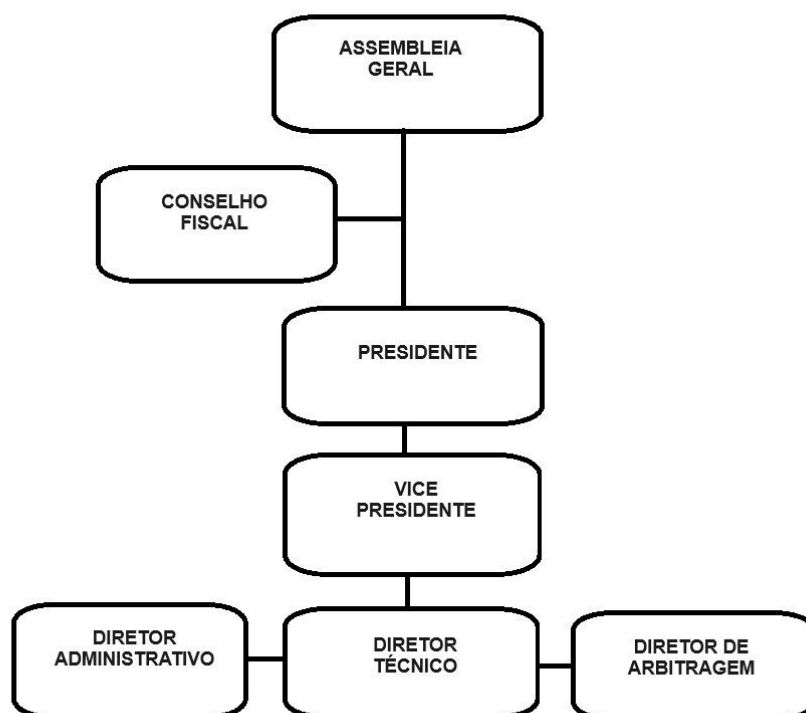 ASSEMBLEIA
GERAL
CONSELHO
FISCAL
PRESIDENTE
VICE
PRESIDENTE
DIRETOR
ADMINISTRATIVO
DIRETOR
TÉCNICO
DIRETOR DE
ARBITRAGEM